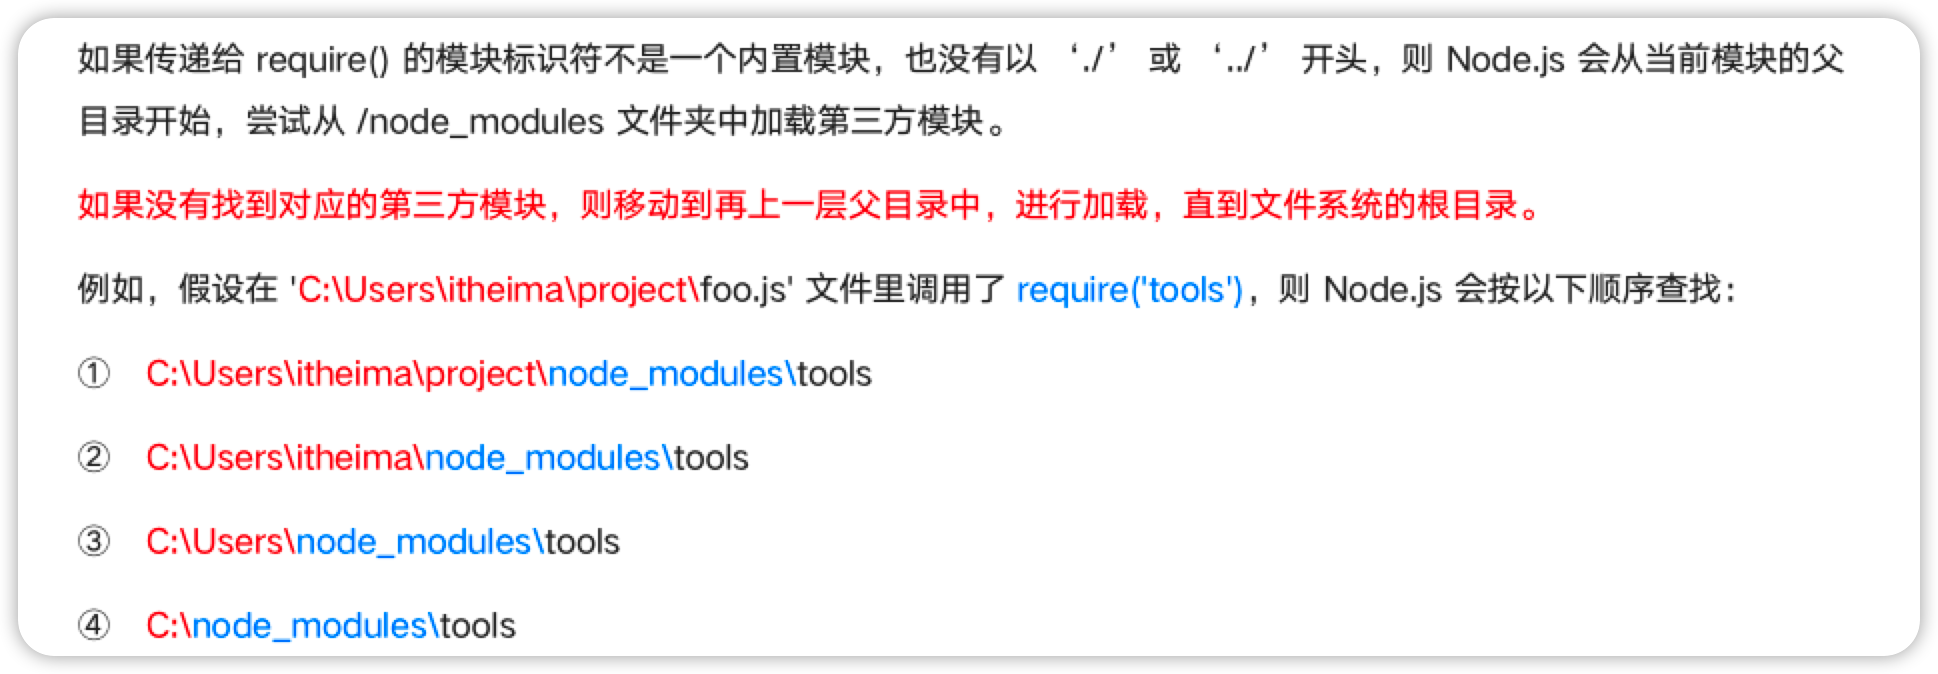 如果传递给 require() 的模块标识符不是一个内置模块，也没有以 ‘./’ 或 ‘../’ 开头，则 Node.js 会从当前模块的父
目录开始，尝试从 /node_modules 文件夹中加载第三方模块。
如果没有找到对应的第三方模块，则移动到再上一层父目录中，进行加载，直到文件系统的根目录。
例如，假设在 'C:\Users\itheima\project\foo.js' 文件里调用了 require('tools')，则 Node.js 会按以下顺序查找：
① C:\Users\itheima\project\node_modules\tools
② C:\Users\itheima\node_modules\tools
③ C:\Users\node_modules\tools
④ C:\node_modules\tools